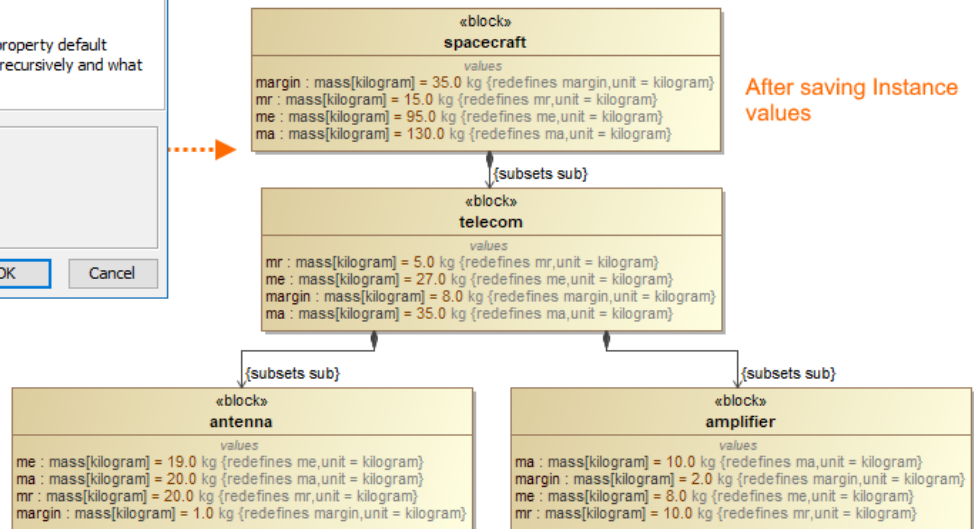 property default
recursively and what
OK
Cancel
«block»
spacecraft
values
margin : mass[kilogram] = 35.0 kg {redefines margin,unit = kilogram}
mr : mass[kilogram] = 15.0 kg {redefines mr,unit = kilogram}
me : mass[kilogram] = 95.0 kg {redefines me,unit = kilogram}
ma : mass[kilogram] = 130.0 kg {redefines ma,unit = kilogram}
After saving Instance
values
{subsets sub}
«block»
telecom
values
mr : mass[kilogram] = 5.0 kg {redefines mr,unit = kilogram}
me : mass[kilogram] = 27.0 kg {redefines me,unit = kilogram}
margin : mass[kilogram] = 8.0 kg {redefines margin,unit = kilogram}
ma : mass[kilogram] = 35.0 kg {redefines ma,unit = kilogram}
{subsets sub}
{subsets sub}
«block»
antenna
values
me : mass[kilogram] = 19.0 kg {redefines me,unit = kilogram}
ma : mass[kilogram] = 20.0 kg {redefines ma,unit = kilogram}
mr : mass[kilogram] = 20.0 kg {redefines mr,unit = kilogram}
margin : mass[kilogram] = 1.0 kg {redefines margin,unit = kilogram}
«block»
amplifier
values
ma : mass[kilogram] = 10.0 kg {redefines ma,unit = kilogram}
margin : mass[kilogram] = 2.0 kg {redefines margin,unit = kilogram}
me : mass[kilogram] = 8.0 kg {redefines me,unit = kilogram}
mr : mass[kilogram] = 10.0 kg {redefines mr,unit = kilogram}